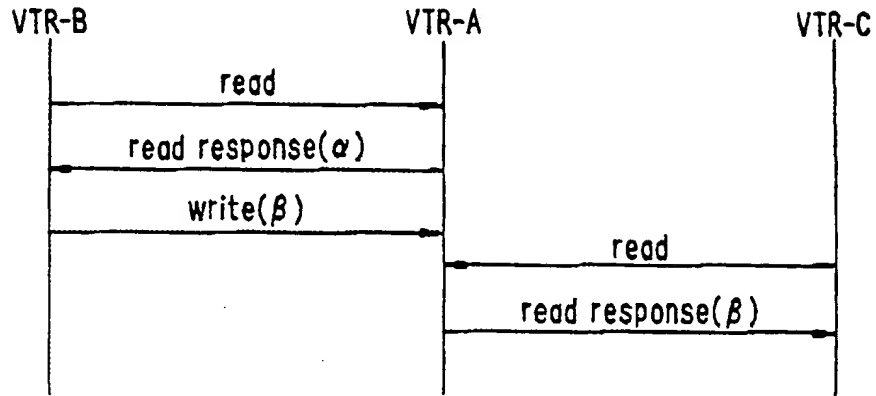 VTR-B VTR-A VTR-C
read
read response(α)
write(β)
read
read response(β)